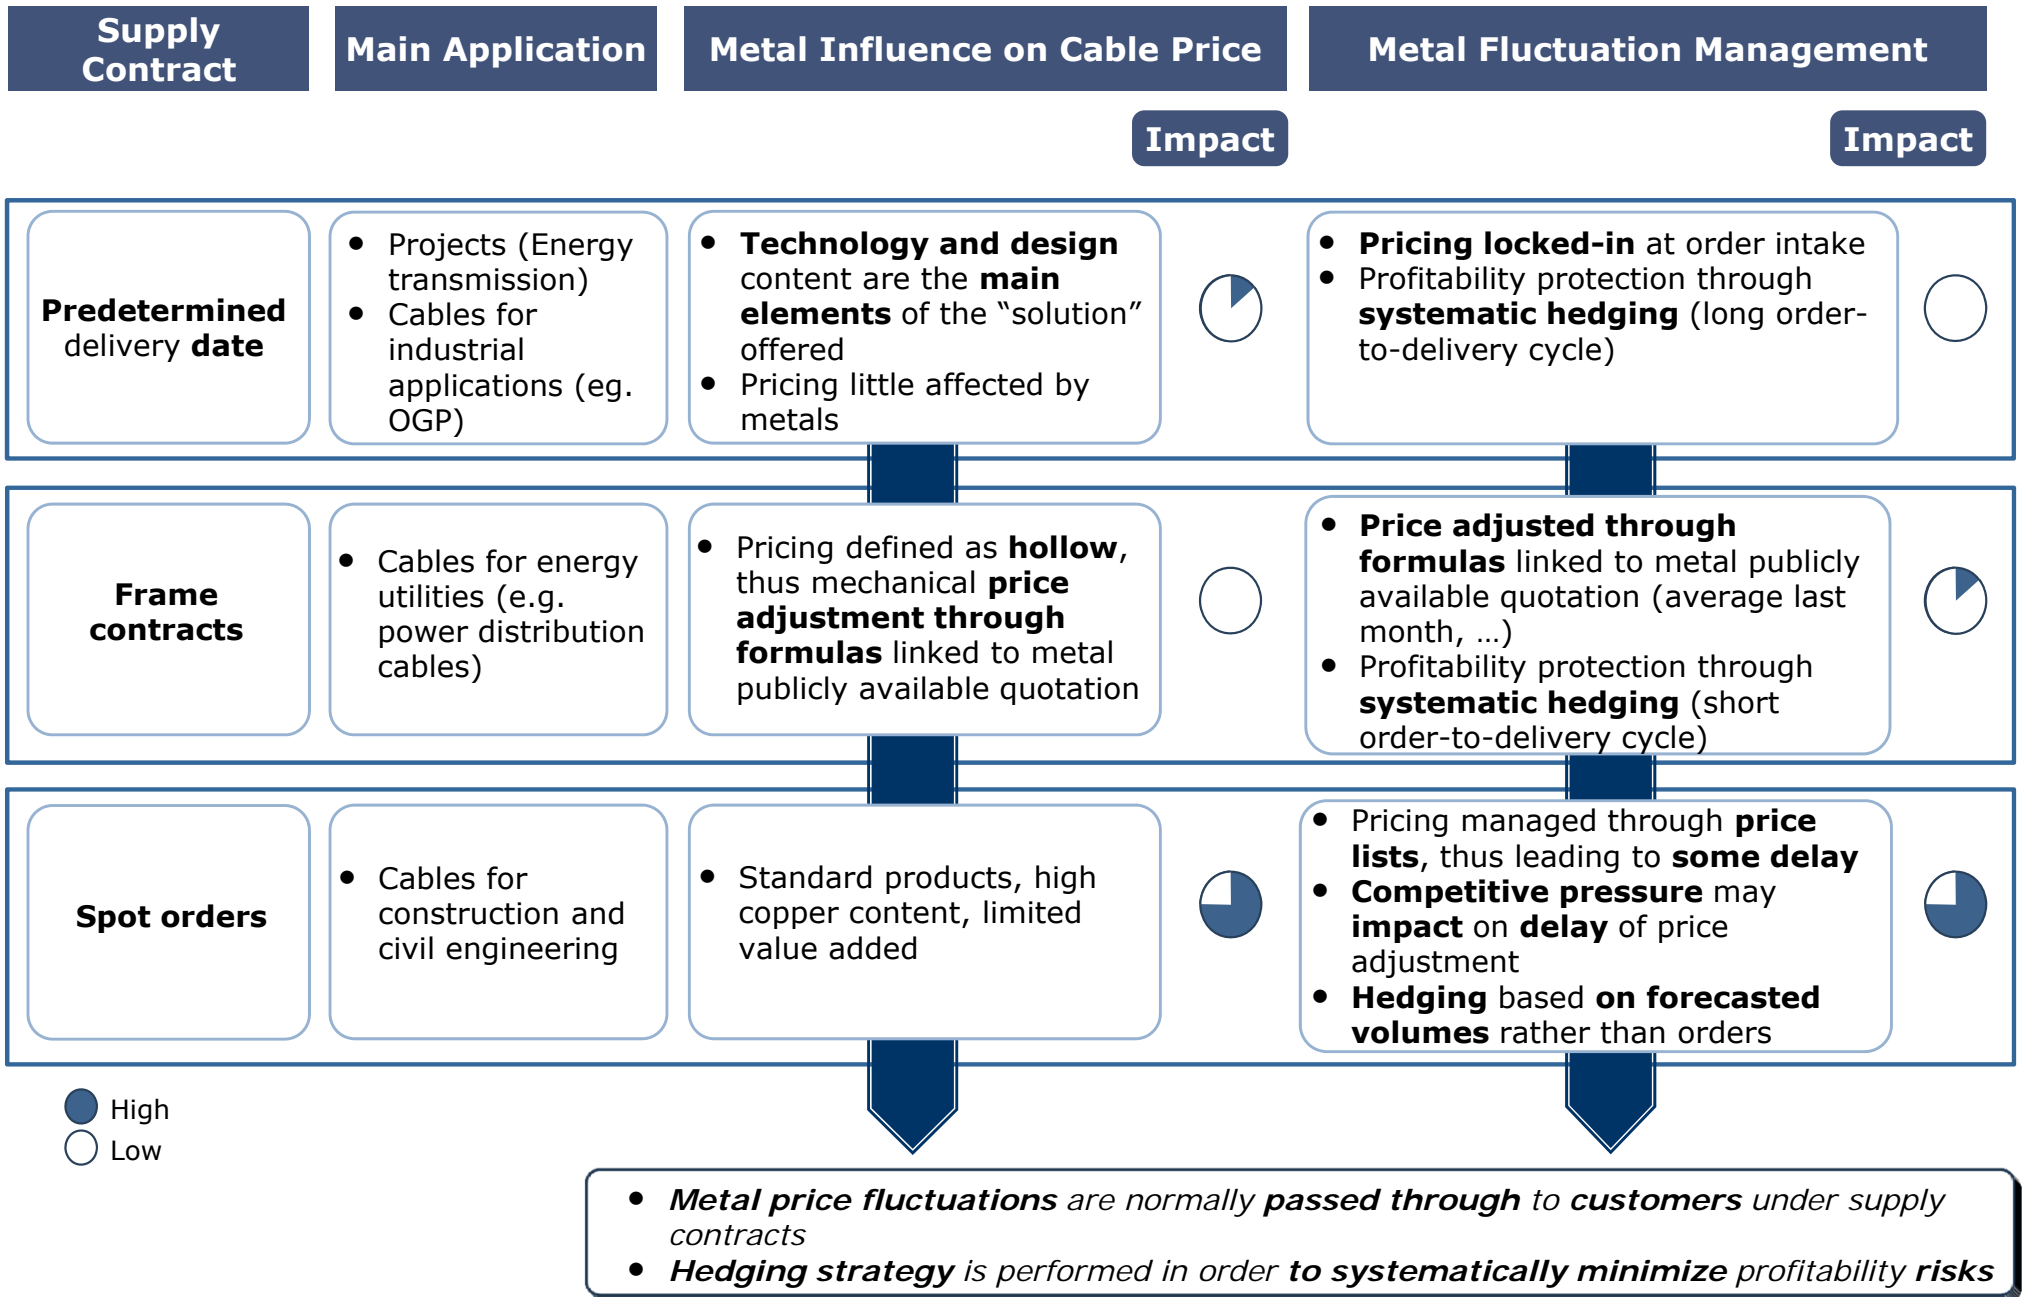 Supply
Contract
Main Application
Metal Influence on Cable Price
Metal Fluctuation Management
Impact
Impact
Predetermined
delivery date
• Projects (Energy
transmission)
• Cables for
industrial
applications (eg.
OGP)
• Technology and design
content are the main
elements of the “solution”
offered
• Pricing little affected by
metals
• Pricing locked-in at order intake
• Profitability protection through
systematic hedging (long order-
to-delivery cycle)
Frame
contracts
• Cables for energy
utilities (e.g.
power distribution
cables)
• Pricing defined as hollow,
thus mechanical price
adjustment through
formulas linked to metal
publicly available quotation
• Price adjusted through
formulas linked to metal publicly
available quotation (average last
month, …)
• Profitability protection through
systematic hedging (short
order-to-delivery cycle)
Spot orders
• Cables for
construction and
civil engineering
• Standard products, high
copper content, limited
value added
• Pricing managed through price
lists, thus leading to some delay
• Competitive pressure may
impact on delay of price
adjustment
• Hedging based on forecasted
volumes rather than orders
High
Low
• Metal price fluctuations are normally passed through to customers under supply
contracts
• Hedging strategy is performed in order to systematically minimize profitability risks